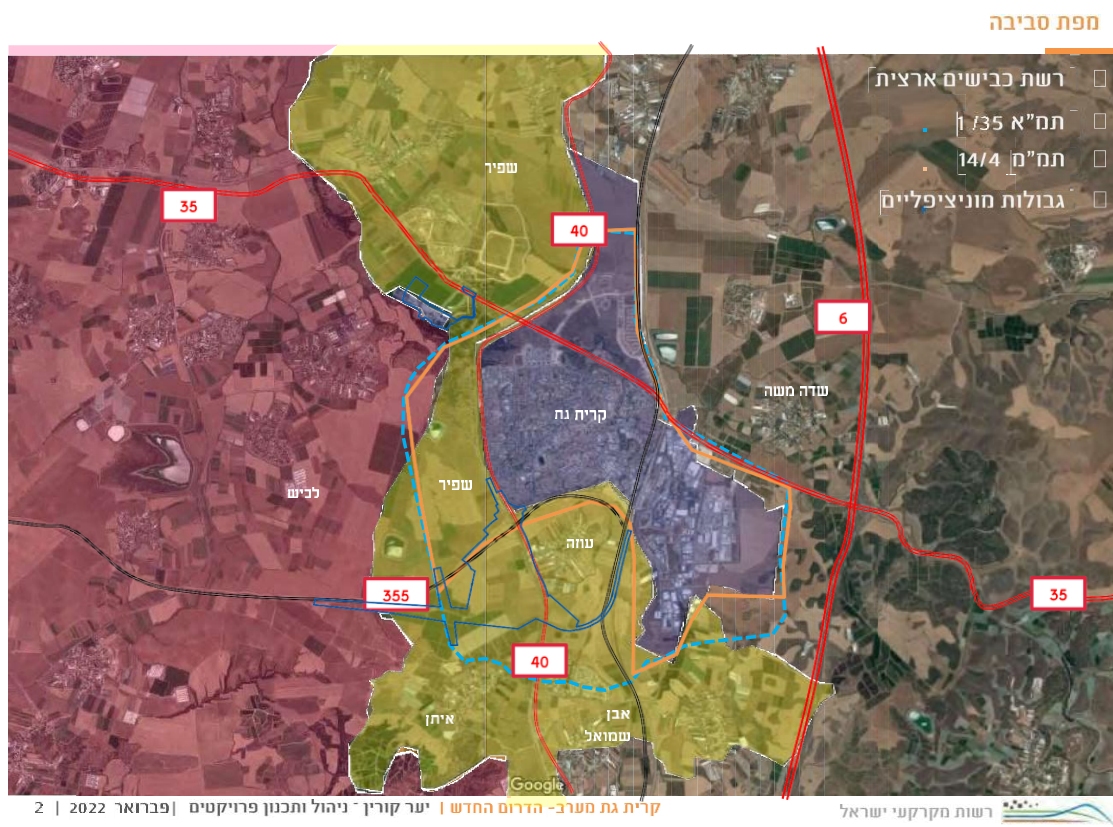 מפת סביבה
רשת כבישים ארצית
תמ"א 1/35
תמ"מ 14/4
גבולות מוניציפליים
שפיר
35
40
6
שדה משה
קרית גת
לכיש
שפיר
עוזה
355
35
40
איתן
אבן
שמואל
Google
רשות מקרקעי ישראל
קרית גת מערב- הדרום החדש | יער קורין - ניהול ותכנון פרויקטים | פברואר 2022 | 2